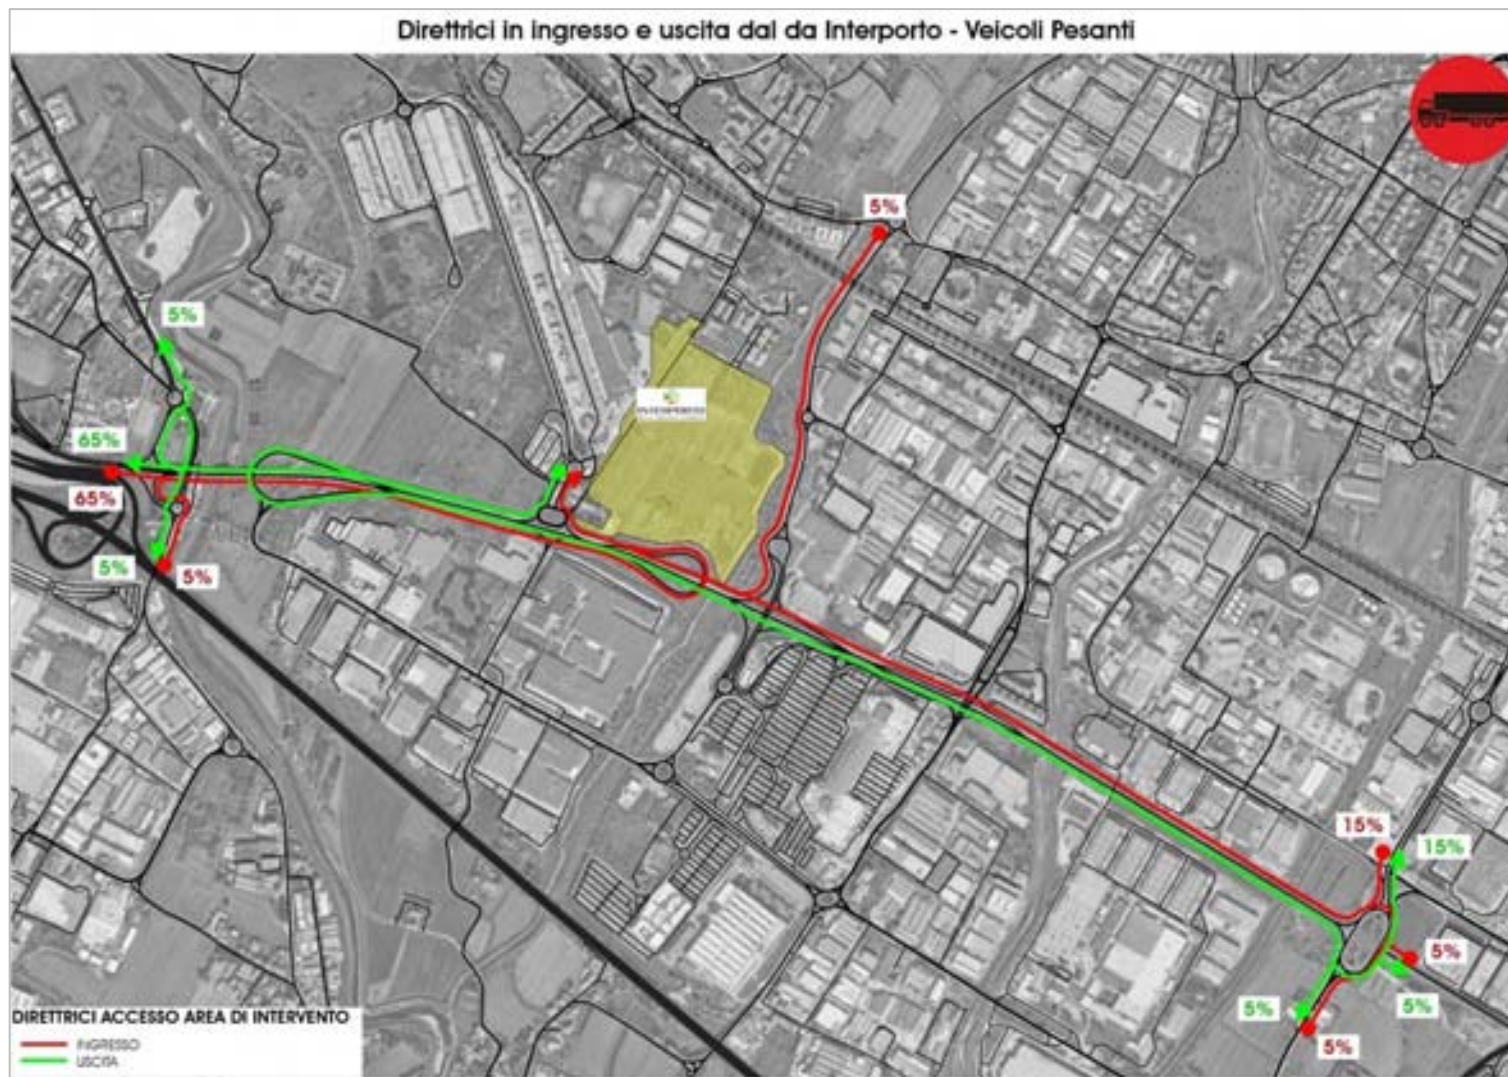 Direttrici in ingresso e uscita dal da Interporto - Veicoli Pesanti
5%
5%
65%
65%
5%
5%
INTERPORTO
15%
15%
5%
5%
5%
5%
DIRETTRICI ACCESSO AREA DI INTERVENTO
INGRESSO
USCITA